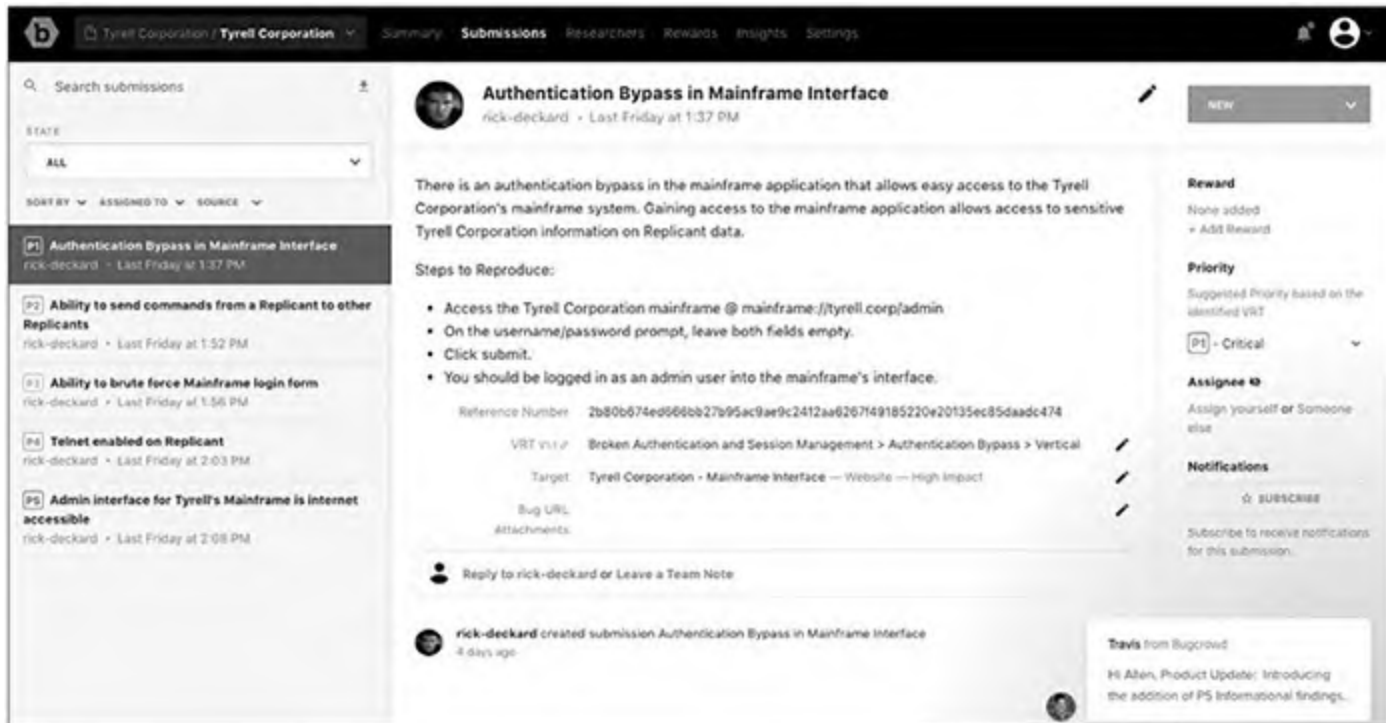 b
Tyrell Corporation / Tyrell Corporation
Summary
Submissions
Researchers
Rewards
Insights
Settings
Search submissions
STATE
ALL
SORT BY
ASSIGNED TO
SOURCE
P1 Authentication Bypass in Mainframe Interface
rick-deckard • Last Friday at 1:37 PM
P2 Ability to send commands from a Replicant to other
Replicants
rick-deckard • Last Friday at 1:52 PM
P3 Ability to brute force Mainframe login form
rick-deckard • Last Friday at 1:56 PM
P4 Telnet enabled on Replicant
rick-deckard • Last Friday at 2:03 PM
P5 Admin interface for Tyrell's Mainframe is internet
accessible
rick-deckard • Last Friday at 2:08 PM
Authentication Bypass in Mainframe Interface
rick-deckard • Last Friday at 1:37 PM
There is an authentication bypass in the mainframe application that allows easy access to the Tyrell
Corporation's mainframe system. Gaining access to the mainframe application allows access to sensitive
Tyrell Corporation information on Replicant data.
Steps to Reproduce:
• Access the Tyrell Corporation mainframe @ mainframe://tyrell.corp/admin
• On the username/password prompt, leave both fields empty.
• Click submit.
• You should be logged in as an admin user into the mainframe's interface.
Reference Number 2b80b674ed666bb27b95ac9ae9c2412aa6267f49185220e20135ec85daadc474
VRT Broken Authentication and Session Management > Authentication Bypass > Vertical
Target Tyrell Corporation - Mainframe Interface — Website — High Impact
Bug URL
Attachments
Reply to rick-deckard or Leave a Team Note
rick-deckard created submission Authentication Bypass in Mainframe Interface
4 days ago
NEW
Reward
None added
+ Add Reward
Priority
Suggested Priority based on the
identified VRT
P1 - Critical
Assignee
Assign yourself or Someone
else
Notifications
☆ SUBSCRIBE
Subscribe to receive notifications
for this submission.
Travis from Bugcrowd
Hi Allen, Product Update: Introducing
the addition of P5 Informational findings.